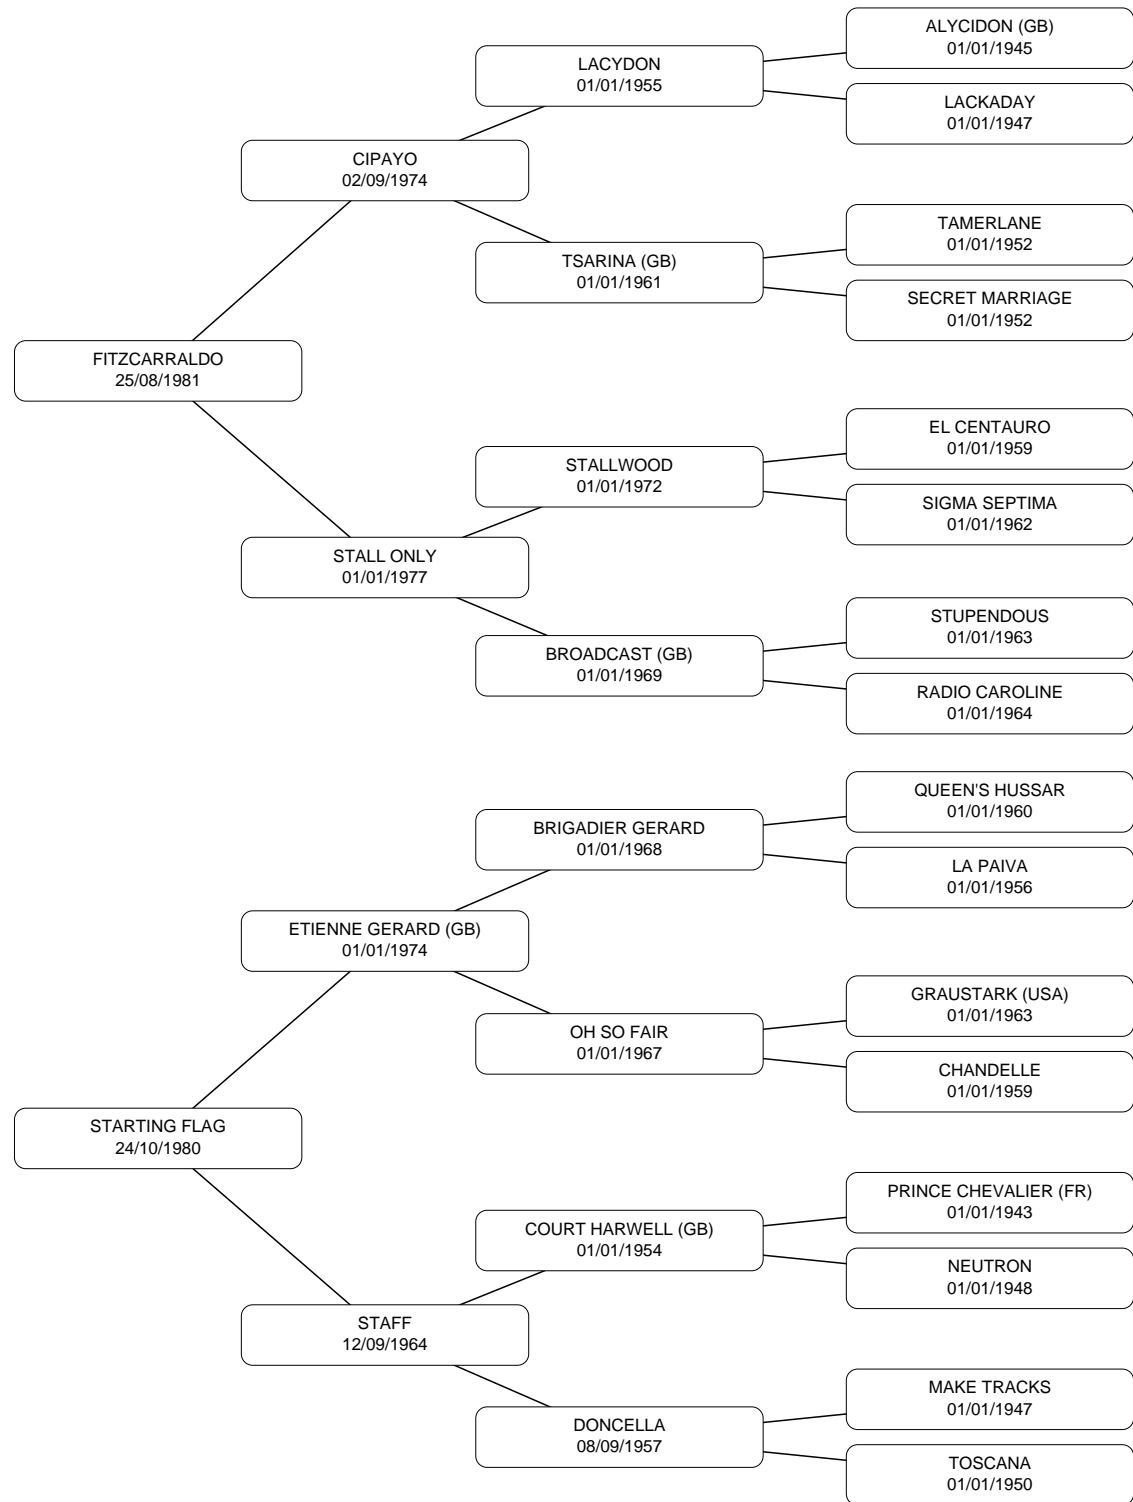 ALYCIDON (GB)
01/01/1945
LACYDON
01/01/1955
LACKADAY
01/01/1947
CIPAYO
02/09/1974
TAMERLANE
01/01/1952
TSARINA (GB)
01/01/1961
SECRET MARRIAGE
01/01/1952
FITZCARRALDO
25/08/1981
EL CENTAURO
01/01/1959
STALLWOOD
01/01/1972
SIGMA SEPTIMA
01/01/1962
STALL ONLY
01/01/1977
STUPENDOUS
01/01/1963
BROADCAST (GB)
01/01/1969
RADIO CAROLINE
01/01/1964
QUEEN'S HUSSAR
01/01/1960
BRIGADIER GERARD
01/01/1968
LA PAIVA
01/01/1956
ETIENNE GERARD (GB)
01/01/1974
GRAUSTARK (USA)
01/01/1963
OH SO FAIR
01/01/1967
CHANDELLE
01/01/1959
STARTING FLAG
24/10/1980
PRINCE CHEVALIER (FR)
01/01/1943
COURT HARWELL (GB)
01/01/1954
NEUTRON
01/01/1948
STAFF
12/09/1964
MAKE TRACKS
01/01/1947
DONCELLA
08/09/1957
TOSCANA
01/01/1950